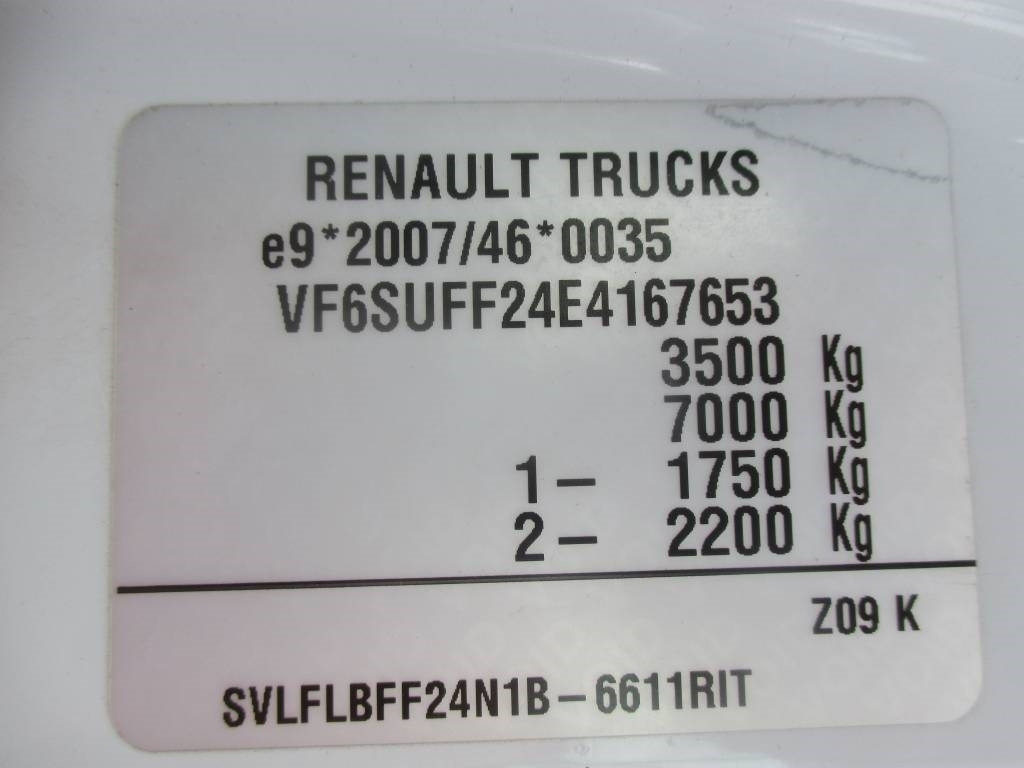 RENAULT TRUCKS
e9*2007/46*0035
VF6SUFF24E4167653
3500 Kg
7000 Kg
1- 1750 Kg
2- 2200 Kg
Z09 K
SVLFLBFF24N1B-6611RIT